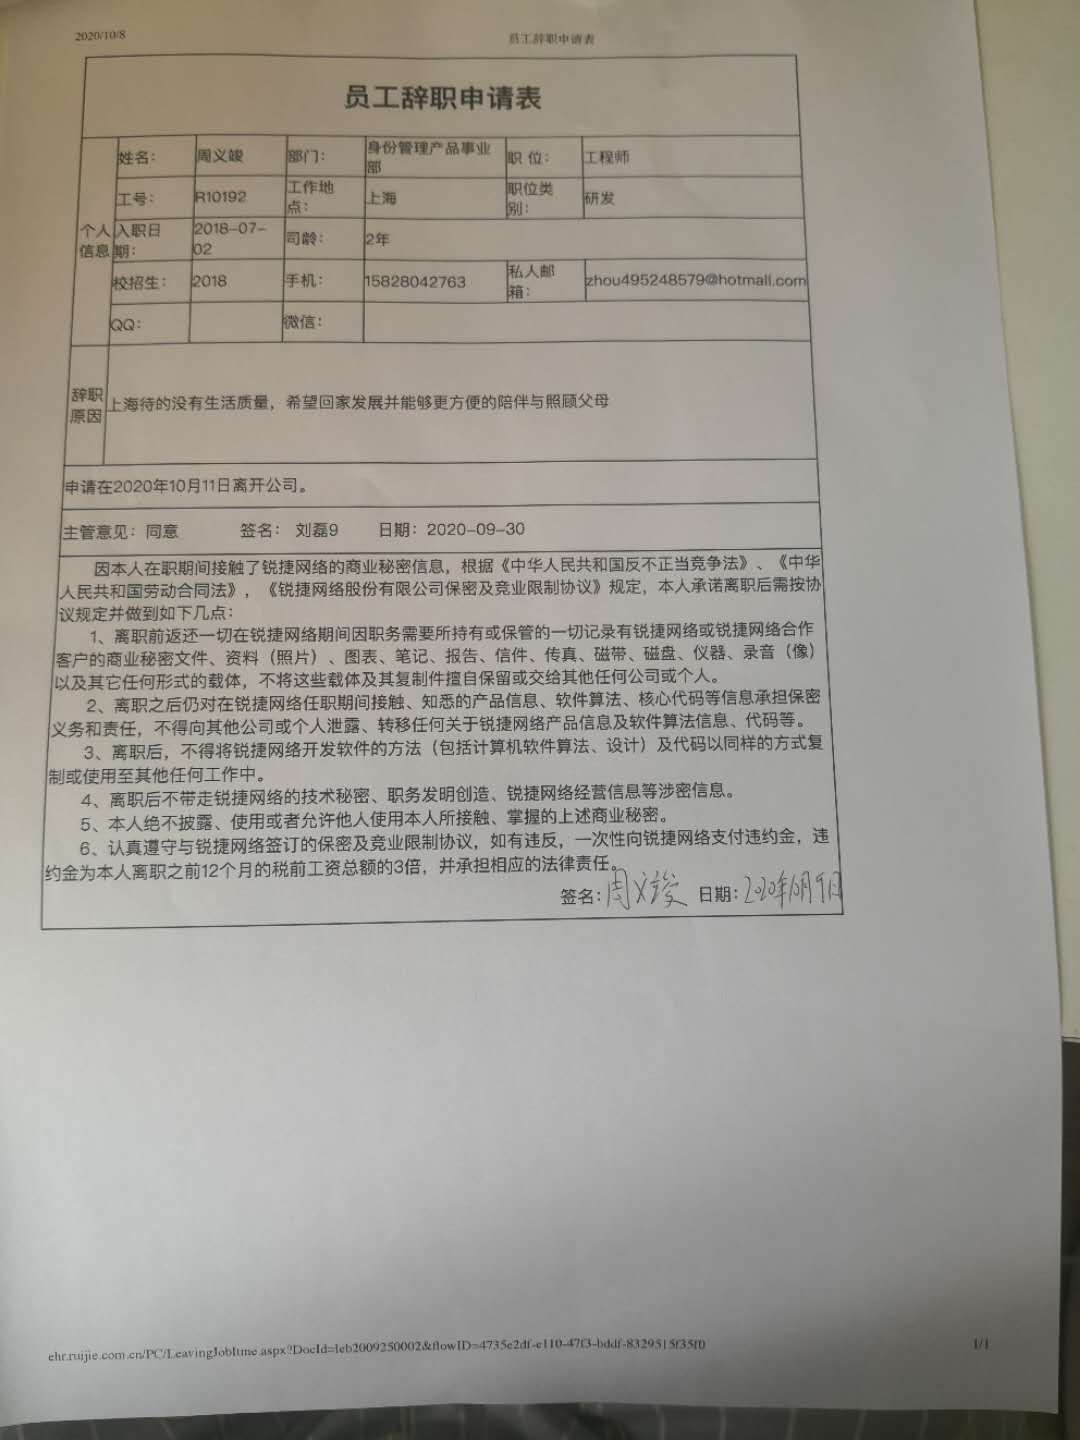 2020/10/8 员工辞职申请表
员工辞职申请表
姓名： 周义竣 部门： 身份管理产品事业部 职 位： 工程师
工号： R10192 工作地点： 上海 职位类别： 研发
个人信息 入职日期： 2018-07-02 司龄： 2年
校招生： 2018 手机： 15828042763 私人邮箱： zhou495248579@hotmail.com
QQ： 微信：
辞职原因 上海待的没有生活质量，希望回家发展并能够更方便的陪伴与照顾父母
申请在2020年10月11日离开公司。
主管意见：同意 签名： 刘磊9 日期：2020-09-30
因本人在职期间接触了锐捷网络的商业秘密信息，根据《中华人民共和国反不正当竞争法》、《中华
人民共和国劳动合同法》，《锐捷网络股份有限公司保密及竞业限制协议》规定，本人承诺离职后需按协
议规定并做到如下几点：
1、离职前返还一切在锐捷网络期间因职务需要所持有或保管的一切记录有锐捷网络或锐捷网络合作
客户的商业秘密文件、资料（照片）、图表、笔记、报告、信件、传真、磁带、磁盘、仪器、录音（像）
以及其它任何形式的载体，不将这些载体及其复制件擅自保留或交给其他任何公司或个人。
2、离职之后仍对在锐捷网络任职期间接触、知悉的产品信息、软件算法、核心代码等信息承担保密
义务和责任，不得向其他公司或个人泄露、转移任何关于锐捷网络产品信息及软件算法信息、代码等。
3、离职后，不得将锐捷网络开发软件的方法（包括计算机软件算法、设计）及代码以同样的方式复
制或使用至其他任何工作中。
4、离职后不带走锐捷网络的技术秘密、职务发明创造、锐捷网络经营信息等涉密信息。
5、本人绝不披露、使用或者允许他人使用本人所接触、掌握的上述商业秘密。
6、认真遵守与锐捷网络签订的保密及竞业限制协议，如有违反，一次性向锐捷网络支付违约金，违
约金为本人离职之前12个月的税前工资总额的3倍，并承担相应的法律责任。
签名：周义竣 日期：2020年10月9日
ehr.ruijie.com.cn/PC/LeavingJobItme.aspx?DocId=leb2009250002&flowID=4735e2df-e110-47f3-bddf-8329515f35f0 1/1